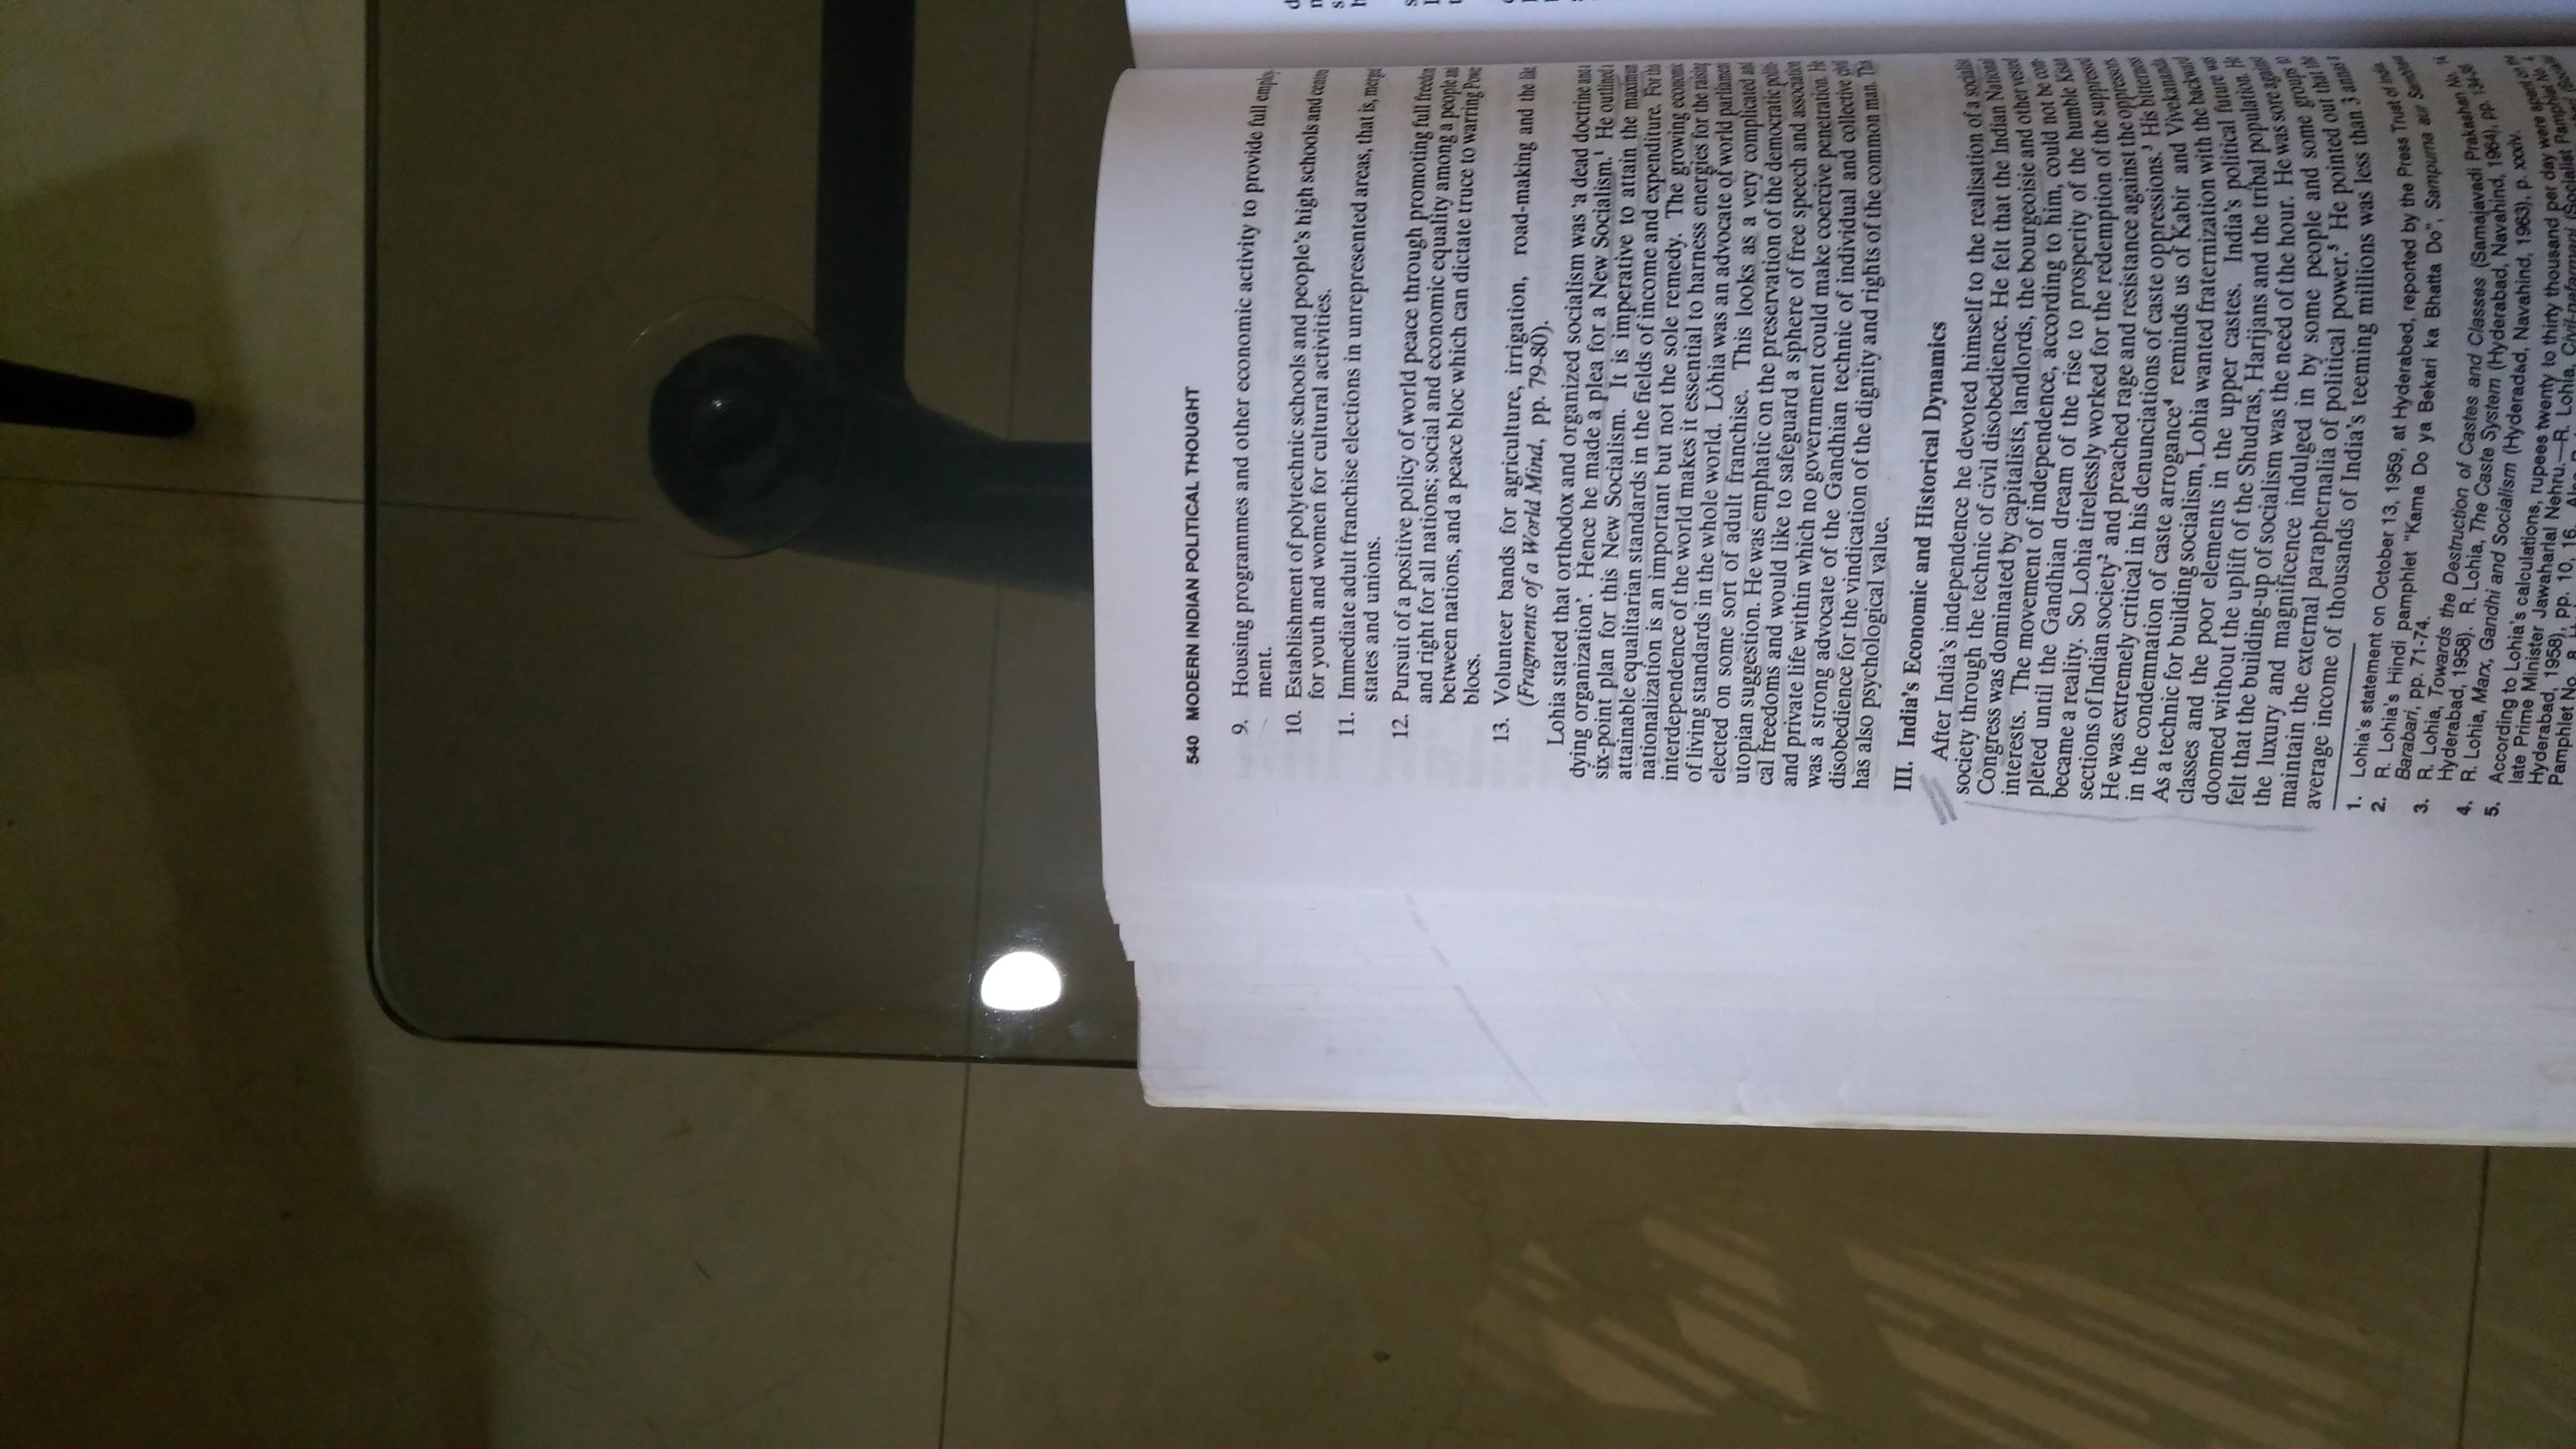 540 MODERN INDIAN POLITICAL THOUGHT
9. Housing programmes and other economic activity to provide full employ-
ment.
10. Establishment of polytechnic schools and people's high schools and
for youth and women for cultural activities.
11. Immediate adult franchise elections in unrepresented areas, that is,
states and unions.
12. Pursuit of a positive policy of world peace through promoting full
and right for all nations; social and economic equality among a people
between nations, and a peace bloc which can dictate truce to warring
blocs.
13. Volunteer bands for agriculture, irrigation, road-making and the like
(Fragments of a World Mind, pp. 79-80).
Lohia stated that orthodox and organized socialism was 'a dead doctrine and
dying organization'. Hence he made a plea for a New Socialism.1 He outlined
six-point plan for this New Socialism. It is imperative to attain the maximum
attainable equalitarian standards in the fields of income and expenditure. For
nationalization is an important but not the sole remedy. The growing economic
interdependence of the world makes it essential to harness energies for the raising
of living standards in the whole world. Lohia was an advocate of world parliament
elected on some sort of adult franchise. This looks as a very complicated and
utopian suggestion. He was emphatic on the preservation of the democratic politi-
cal freedoms and would like to safeguard a sphere of free speech and association
and private life within which no government could make coercive penetration. He
was a strong advocate of the Gandhian technic of individual and collective civil
disobedience for the vindication of the dignity and rights of the common man. This
has also psychological value.
III. India's Economic and Historical Dynamics
After India's independence he devoted himself to the realisation of a socialist
society through the technic of civil disobedience. He felt that the Indian National
Congress was dominated by capitalists, landlords, the bourgeoisie and other vested
interests. The movement of independence, according to him, could not be com-
pleted until the Gandhian dream of the rise to prosperity of the humble Kisan
became a reality. So Lohia tirelessly worked for the redemption of the suppressed
sections of Indian society2 and preached rage and resistance against the oppressors
He was extremely critical in his denunciations of caste oppressions.3 His bitterness
in the condemnation of caste arrogance4 reminds us of Kabir and Vivekananda
As a technic for building socialism, Lohia wanted fraternization with the backward
classes and the poor elements in the upper castes. India's political future was
doomed without the uplift of the Shudras, Harijans and the tribal population. He
felt that the building-up of socialism was the need of the hour. He was sore against
the luxury and magnificence indulged in by some people and some groups to
maintain the external paraphernalia of political power.5 He pointed out that the
average income of thousands of India's teeming millions was less than 3 annas
1. Lohia's statement on October 13, 1959, at Hyderabed, reported by the Press Trust of India
2. R. Lohia's Hindi pamphlet "Kama Do ya Bekari ka Bhatta Do", Sampurna aur Sambhav
Barabari, pp. 71-74.
3. R. Lohia, Towards the Destruction of Castes and Classes (Samajavadi Prakashan No.
Hyderabad, 1958). R. Lohia, The Caste System (Hyderabad, Navahind, 1964), pp.
4. R. Lohia, Marx, Gandhi and Socialism (Hyderadad, Navahind, 1963), p. xxxiv.
5. According to Lohia's calculations, rupees twenty to thirty thousand per day were spent on
late Prime Minister Jawaharlal Nehru.—R. Lohia, Pamphlet No.
Hyderabad, 1958), pp. 10, 16. Socialist
Pamphlet No.